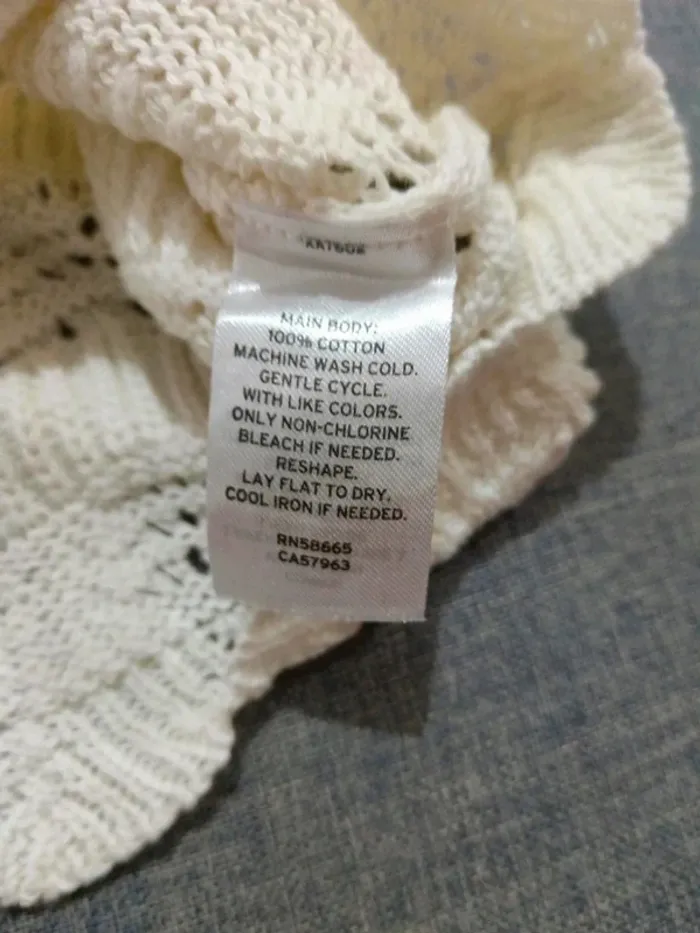 MAIN BODY:
100% COTTON
MACHINE WASH COLD.
GENTLE CYCLE.
WITH LIKE COLORS.
ONLY NON-CHLORINE
BLEACH IF NEEDED.
RESHAPE.
LAY FLAT TO DRY.
COOL IRON IF NEEDED.
RN58665
CA57963